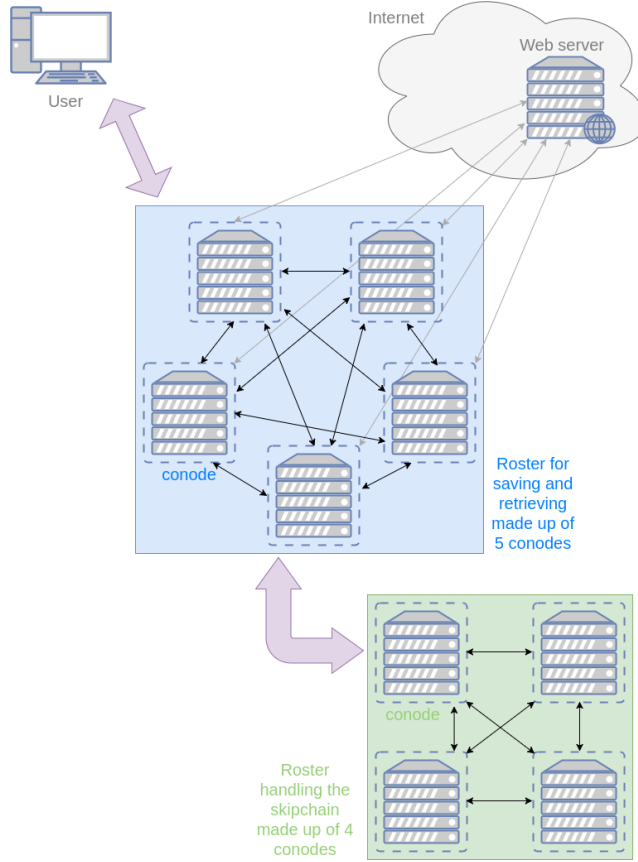 Internet
Web server
User
conode
Roster for
saving and
retrieving
made up of
5 conodes
conode
Roster
handling the
skipchain
made up of 4
conodes